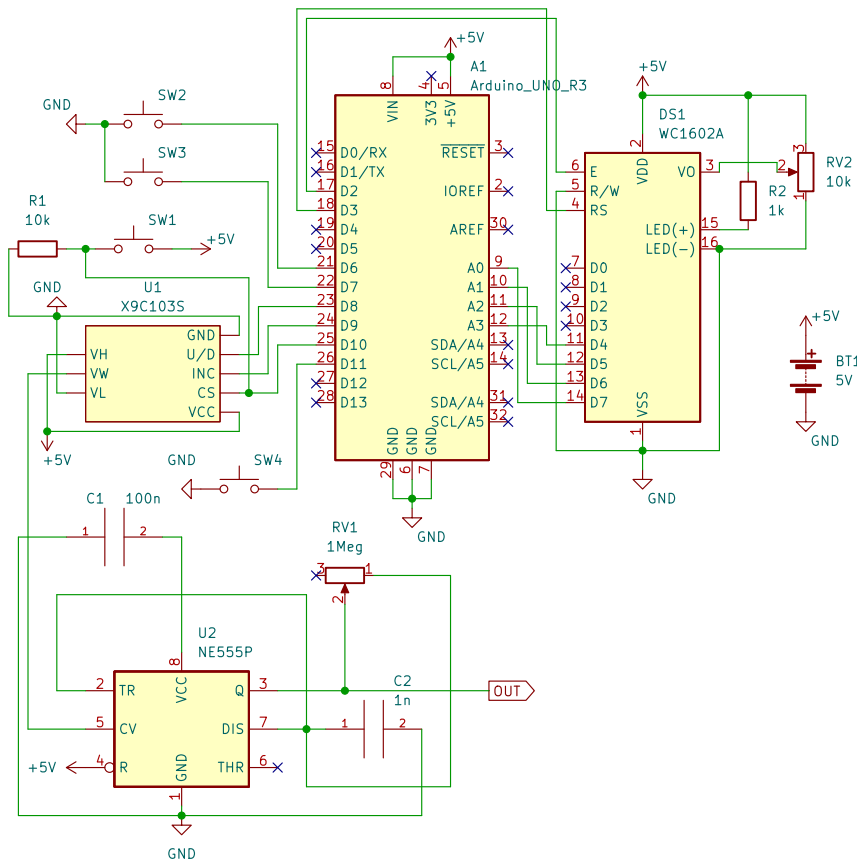 +5V
A1
Arduino_UNO_R3
8
4
5
VIN
3V3
+5V
15 D0/RX
16 D1/TX
17 D2
18 D3
19 D4
20 D5
21 D6
22 D7
23 D8
24 D9
25 D10
26 D11
27 D12
28 D13
RESET 3
IOREF 2
AREF 30
A0 9
A1 10
A2 11
A3 12
SDA/A4 13
SCL/A5 14
SDA/A4 31
SCL/A5 32
GND
GND
GND
29
6
7
GND
GND
SW2
SW3
R1
10k
SW1
+5V
GND
U1
X9C103S
VH
VW
VL
GND
U/D
INC
CS
VCC
+5V
GND
SW4
+5V
DS1
WC1602A
2
VDD
6 E
5 R/W
4 RS
7 D0
8 D1
9 D2
10 D3
11 D4
12 D5
13 D6
14 D7
VO 3
LED(+) 15
LED(-) 16
VSS
1
GND
R2
1k
RV2
10k
3
2
1
+5V
+
BT1
5V
GND
C1 100n
1 2
RV1
1Meg
3 1
2
U2
NE555P
8
VCC
2 TR
5 CV
4 R
+5V
Q 3
DIS 7
THR 6
GND
1
GND
C2
1n
1 2
OUT